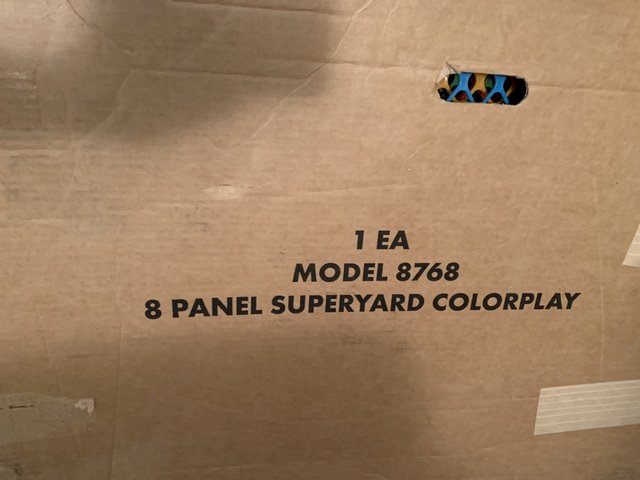 1 EA
MODEL 8768
8 PANEL SUPERYARD COLORPLAY